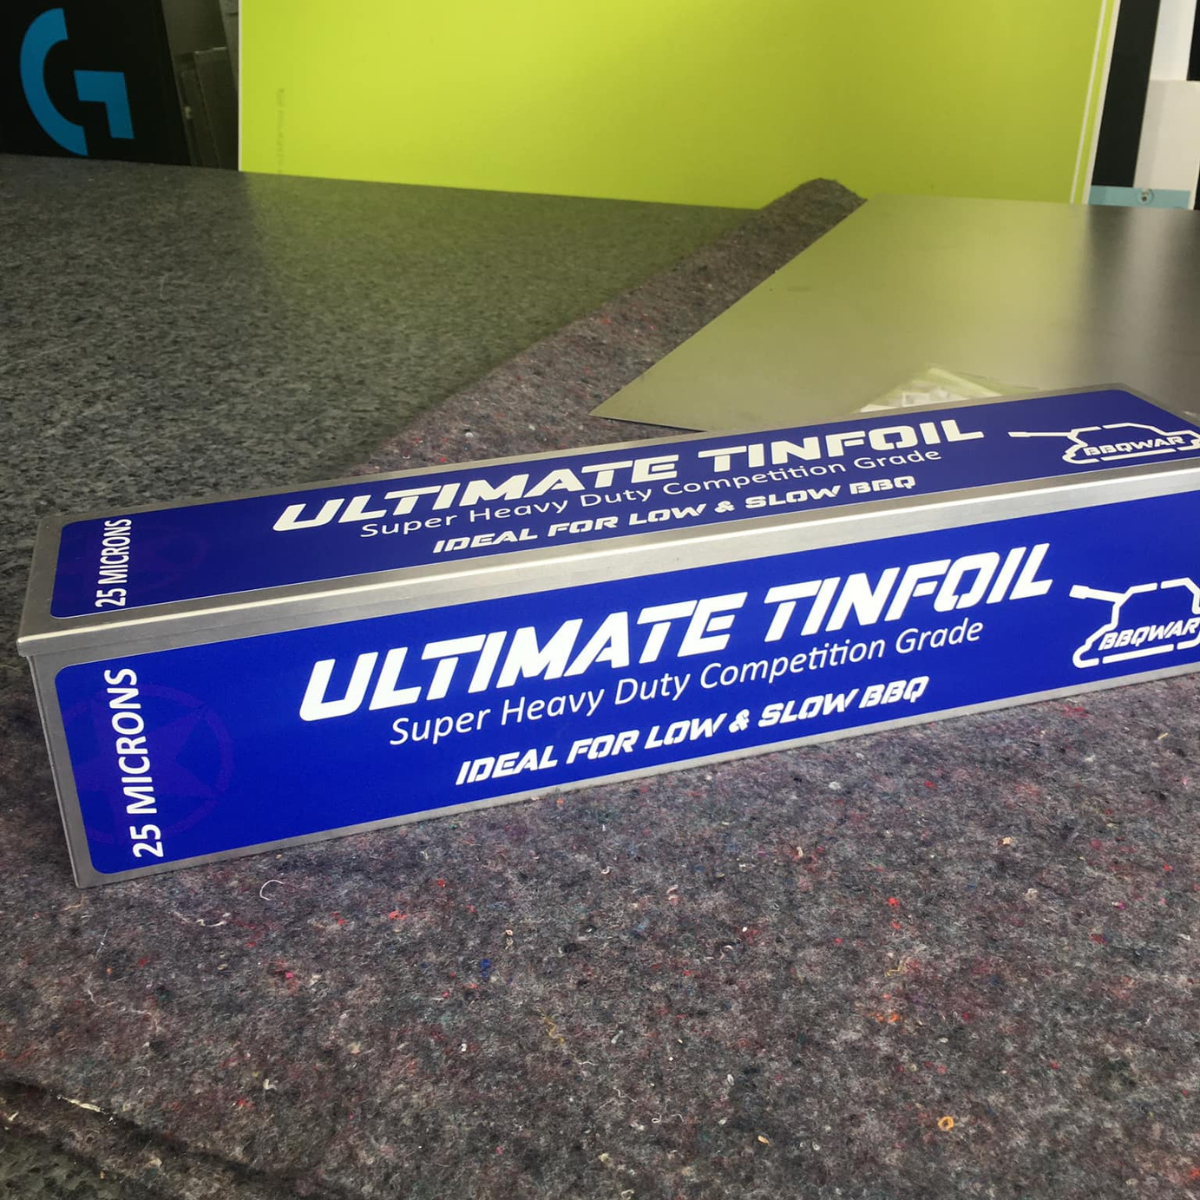 G
25 MICRONS
ULTIMATE TINFOIL
Super Heavy Duty Competition Grade
IDEAL FOR LOW & SLOW BBQ
BBQWAR
25 MICRONS
ULTIMATE TINFOIL
Super Heavy Duty Competition Grade
IDEAL FOR LOW & SLOW BBQ
BBQWAR